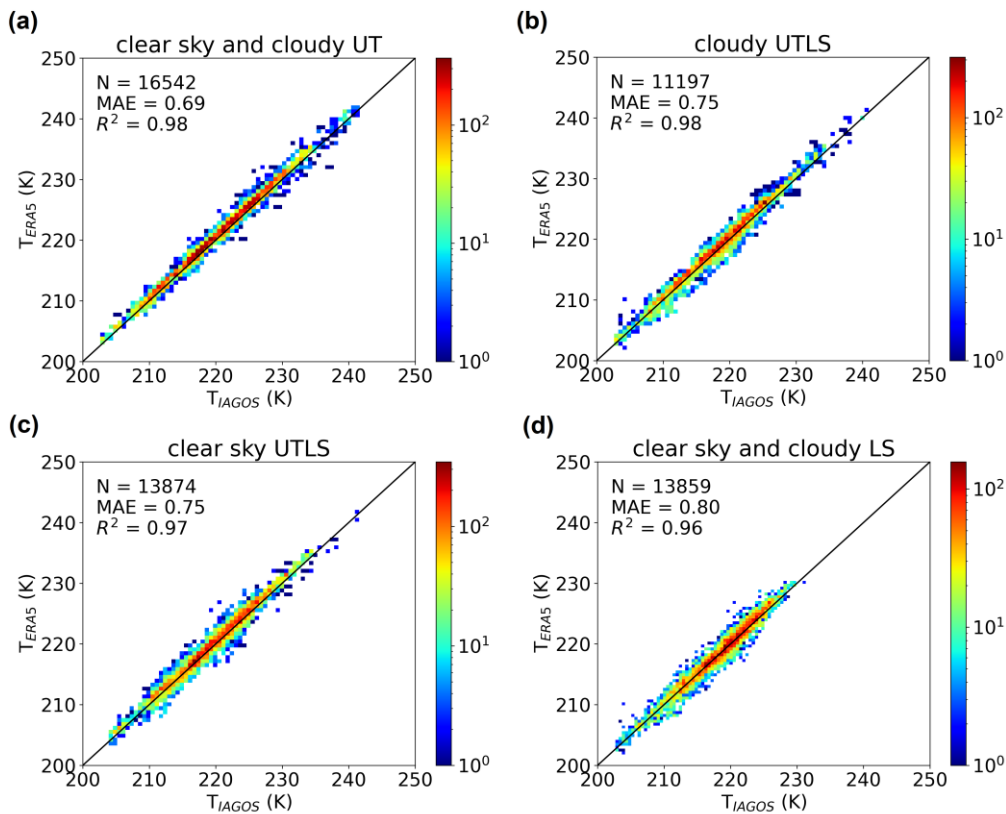 (a)
clear sky and cloudy UT
N = 16542
MAE = 0.69
R² = 0.98
250
240
230
220
210
200
T_ERA5 (K)
200 210 220 230 240 250
T_IAGOS (K)
10²
10¹
10⁰
(b)
cloudy UTLS
N = 11197
MAE = 0.75
R² = 0.98
250
240
230
220
210
200
T_ERA5 (K)
200 210 220 230 240 250
T_IAGOS (K)
10²
10¹
10⁰
(c)
clear sky UTLS
N = 13874
MAE = 0.75
R² = 0.97
250
240
230
220
210
200
T_ERA5 (K)
200 210 220 230 240 250
T_IAGOS (K)
10²
10¹
10⁰
(d)
clear sky and cloudy LS
N = 13859
MAE = 0.80
R² = 0.96
250
240
230
220
210
200
T_ERA5 (K)
200 210 220 230 240 250
T_IAGOS (K)
10²
10¹
10⁰